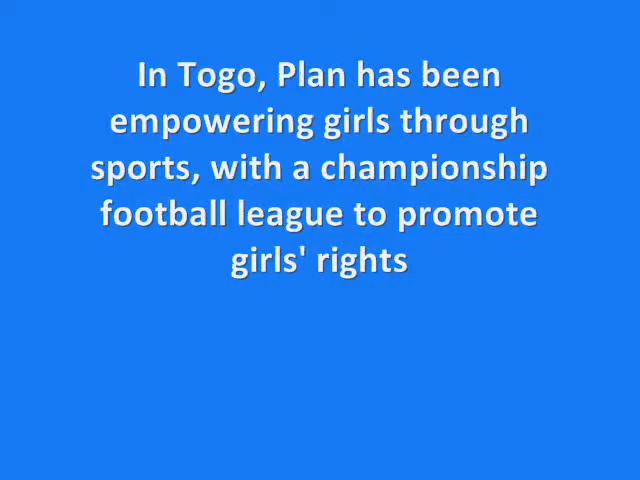 In Togo, Plan has been
empowering girls through
sports, with a championship
football league to promote
girls' rights